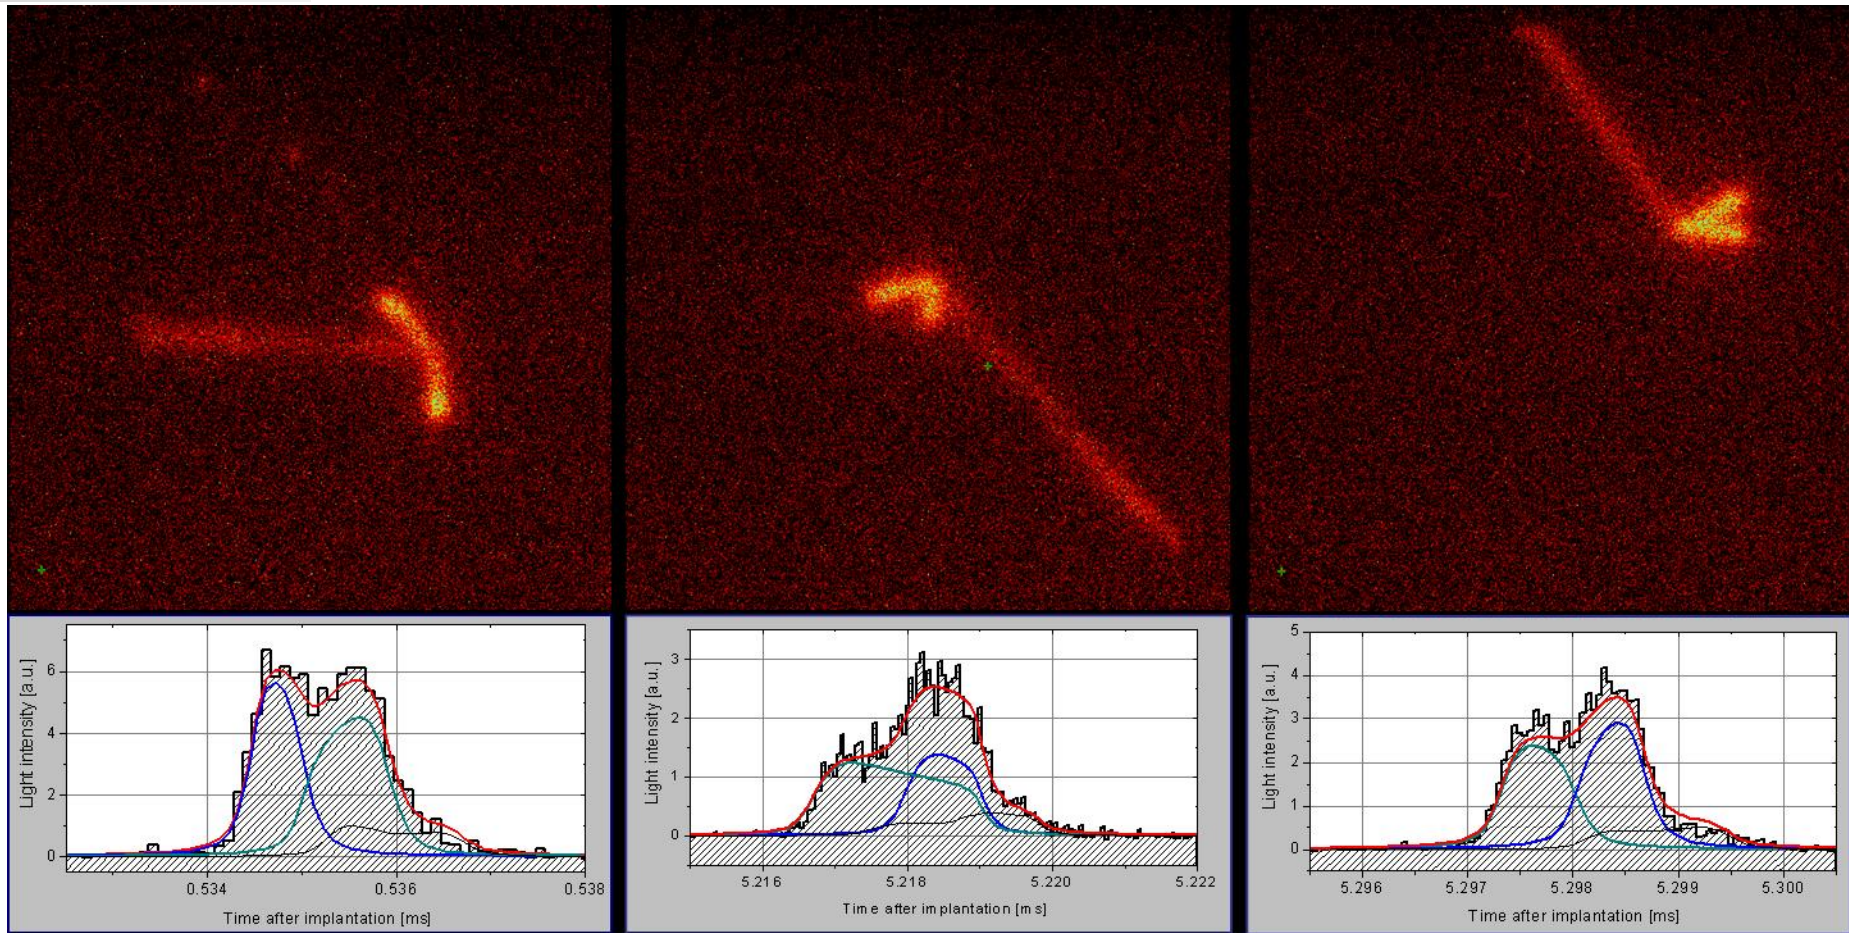 Light intensity [a.u.]
6
4
2
0
0.534 0.536 0.538
Time after implantation [ms]
Light intensity [a.u.]
3
2
1
0
5.216 5.218 5.220 5.222
Time after implantation [ms]
Light intensity [a.u.]
5
4
3
2
1
0
5.296 5.297 5.298 5.299 5.300
Time after implantation [ms]